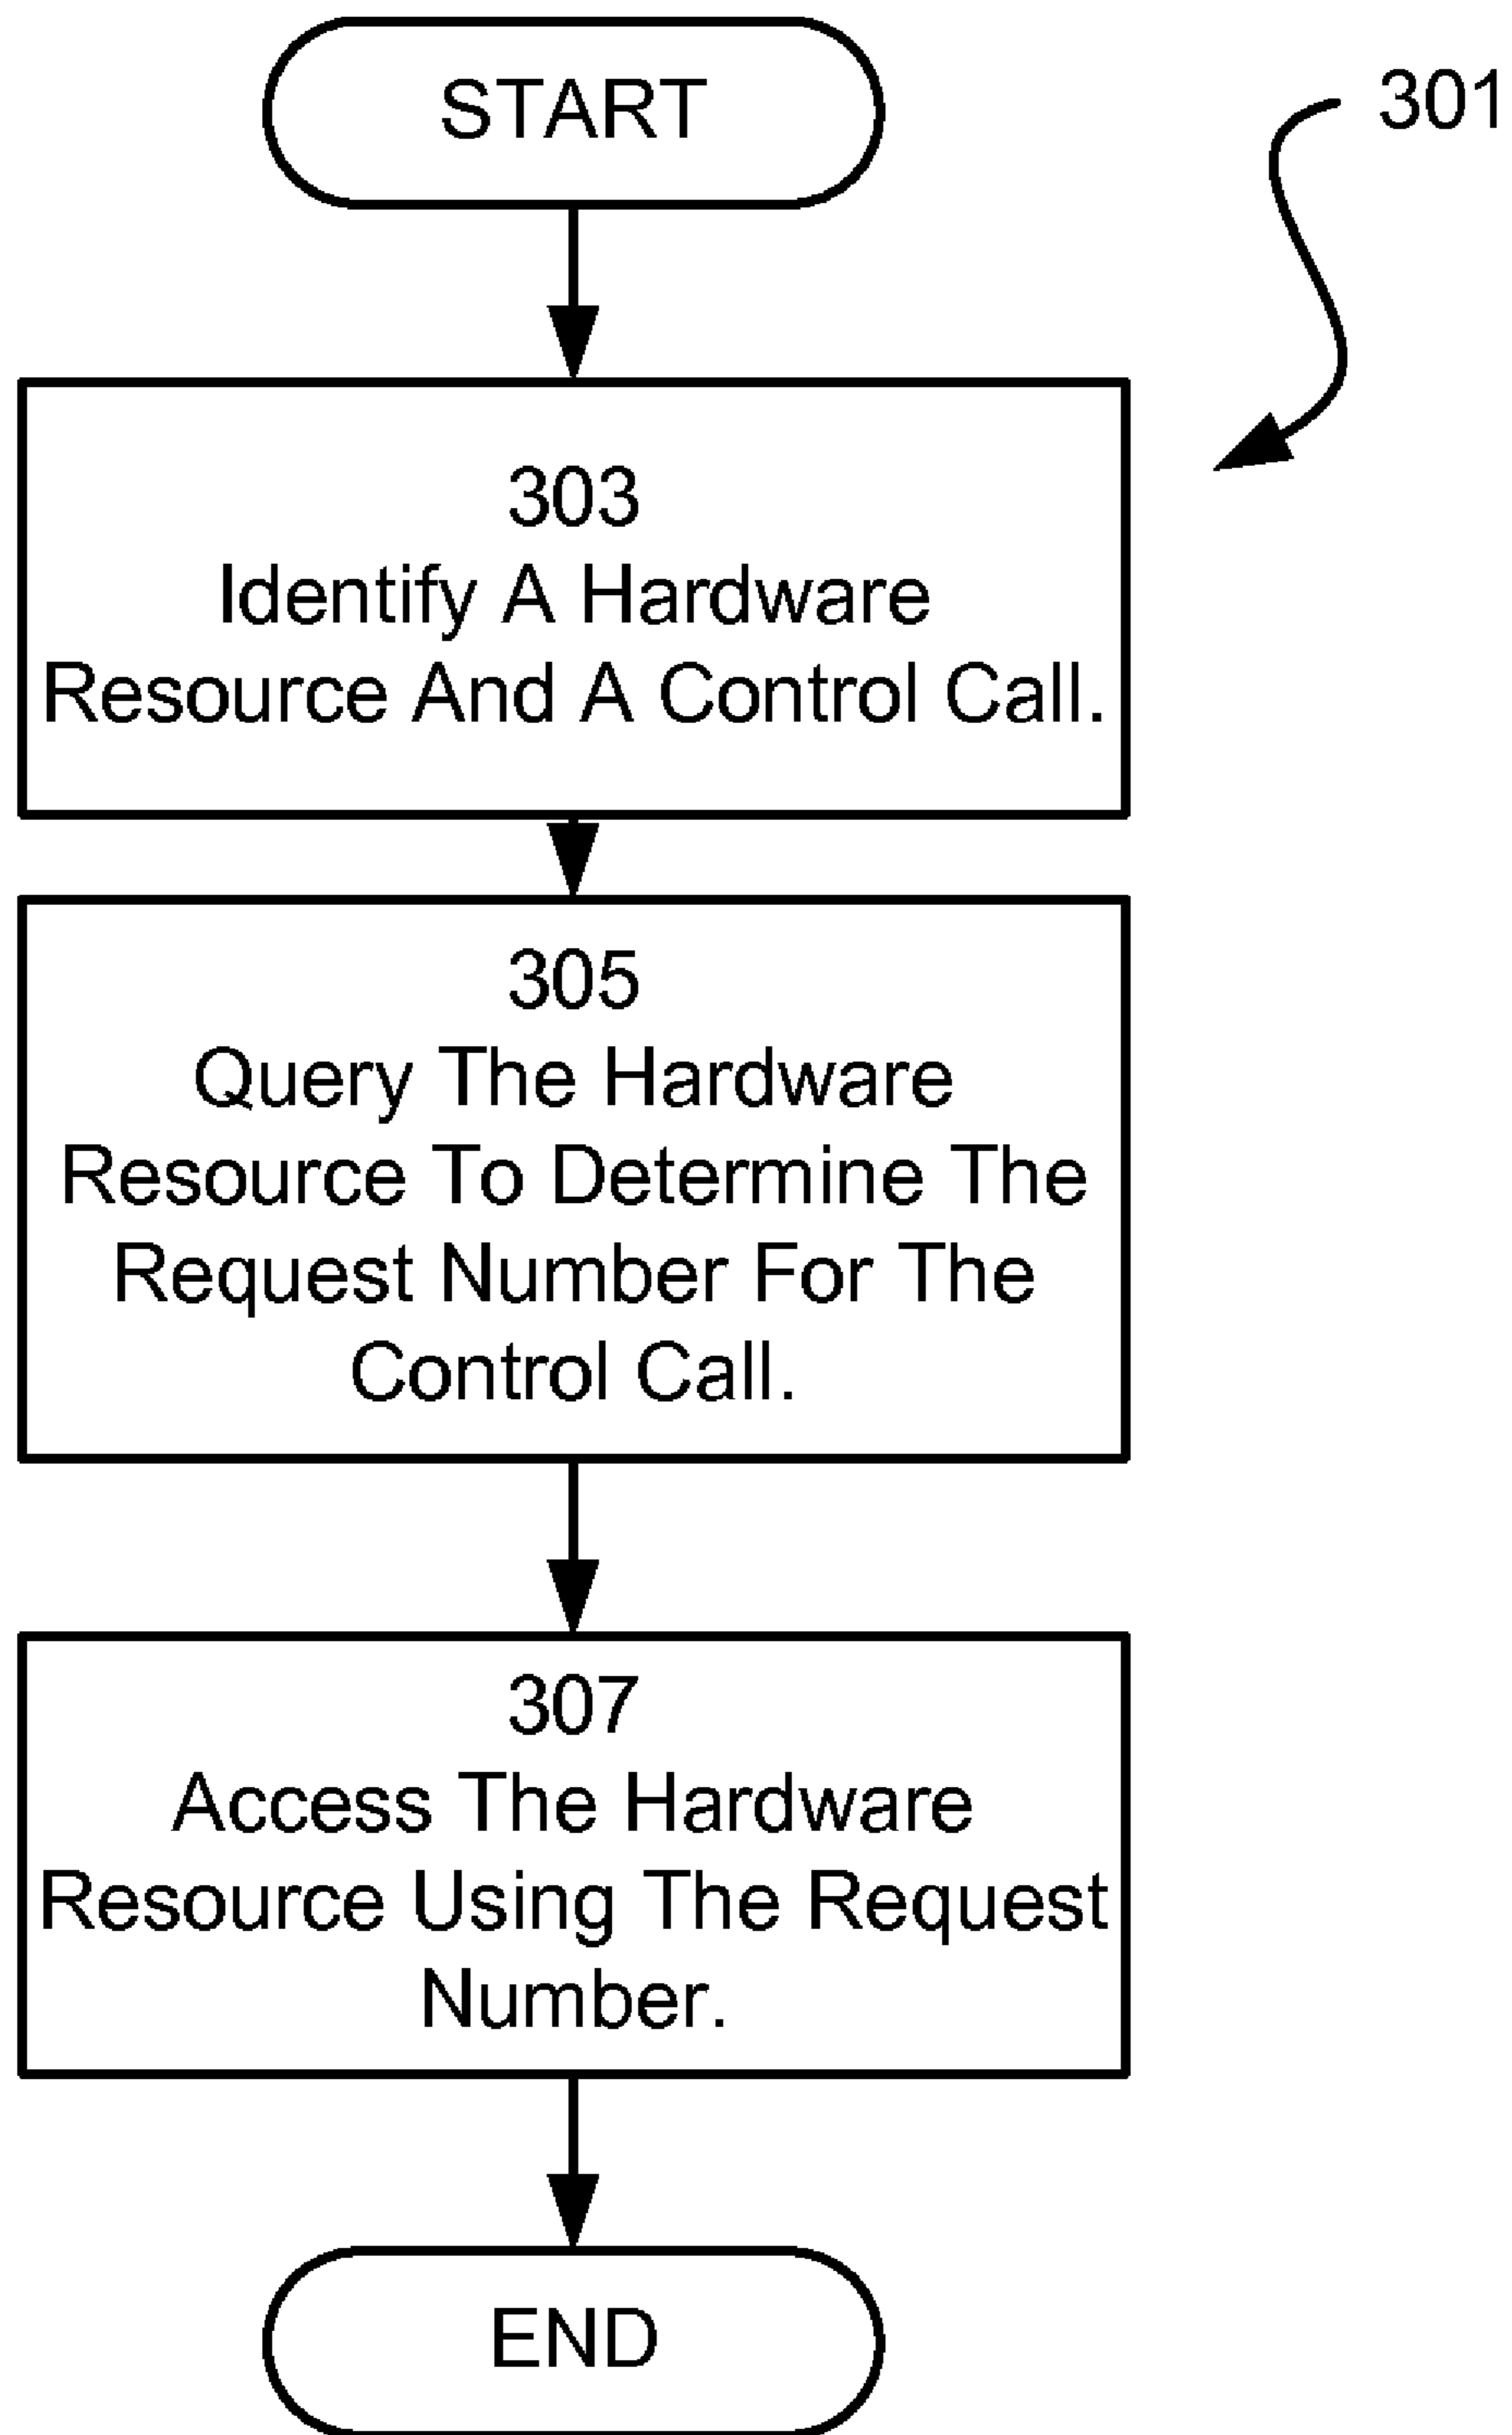 START
301
303
Identify A Hardware
Resource And A Control Call.
305
Query The Hardware
Resource To Determine The
Request Number For The
Control Call.
307
Access The Hardware
Resource Using The Request
Number.
END